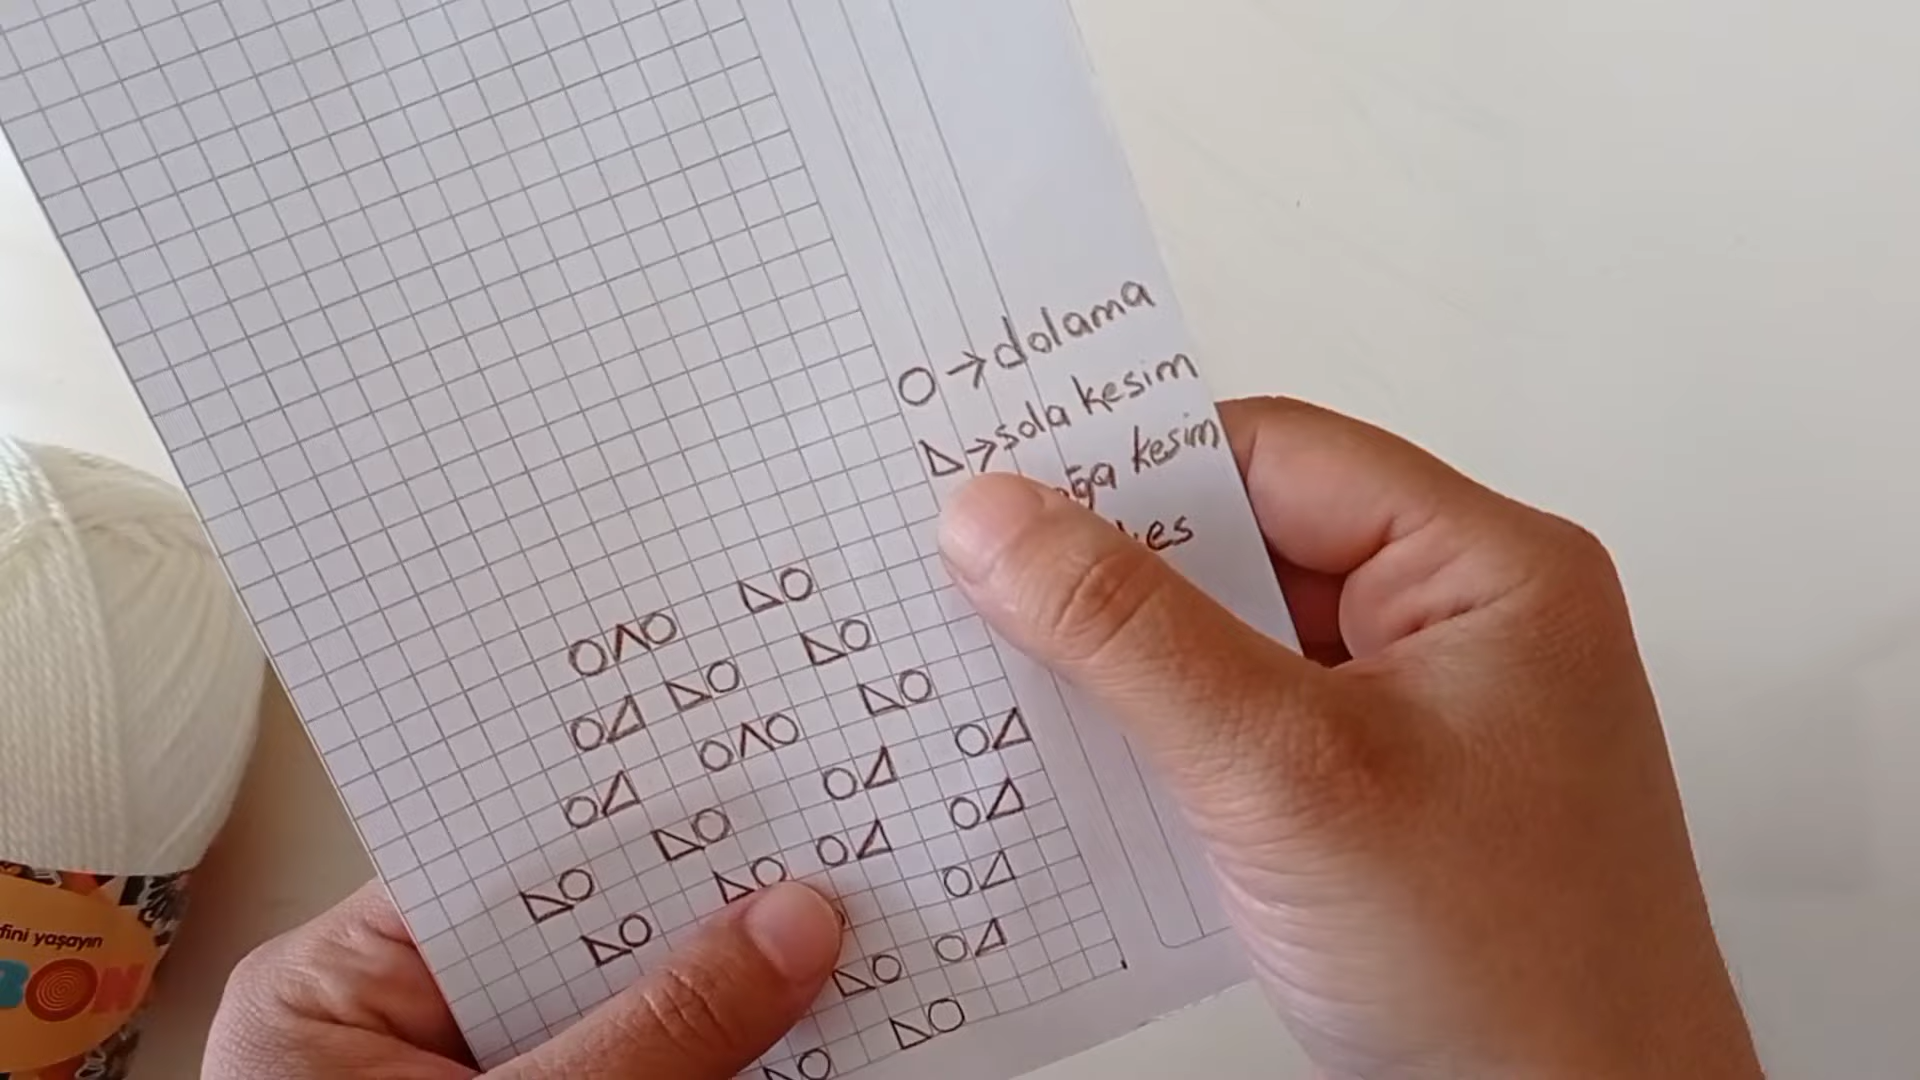 O → dolama
◺ → sola kesim
kesim
fini yaşayın